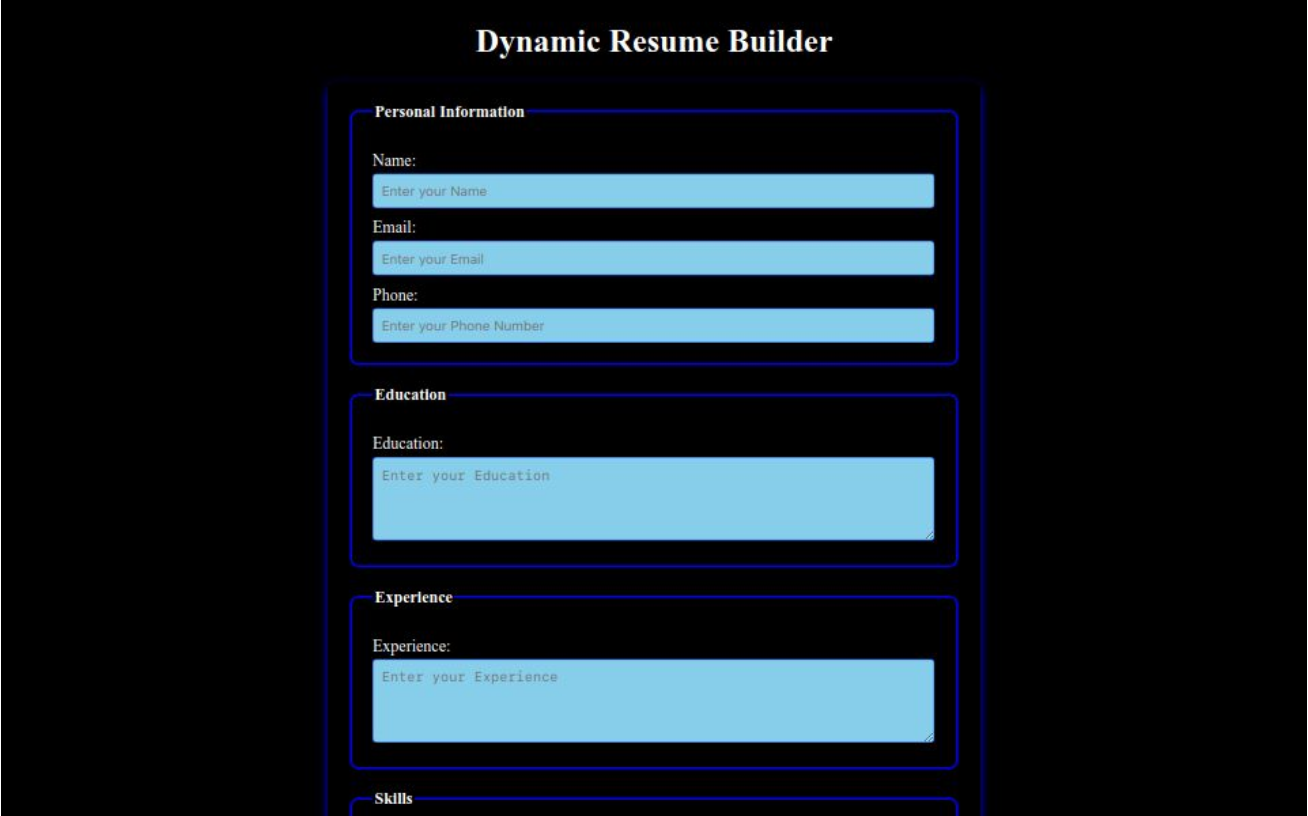 Dynamic Resume Builder
Personal Information
Name:
Enter your Name
Email:
Enter your Email
Phone:
Enter your Phone Number
Education
Education:
Enter your Education
Experience
Experience:
Enter your Experience
Skills